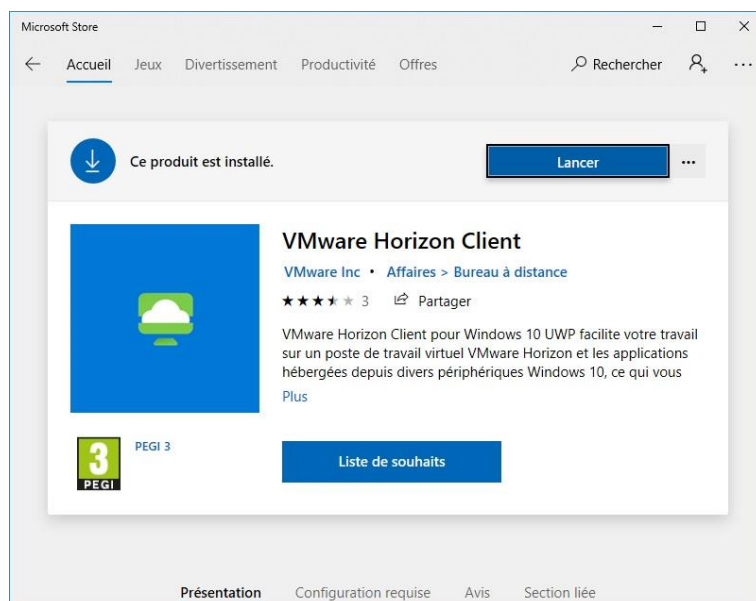 Microsoft Store
Accueil Jeux Divertissement Productivité Offres Rechercher
Ce produit est installé. Lancer
VMware Horizon Client
VMware Inc • Affaires > Bureau à distance
3 Partager
VMware Horizon Client pour Windows 10 UWP facilite votre travail
sur un poste de travail virtuel VMware Horizon et les applications
hébergées depuis divers périphériques Windows 10, ce qui vous
Plus
3
PEGI
PEGI 3
Liste de souhaits
Présentation Configuration requise Avis Section liée